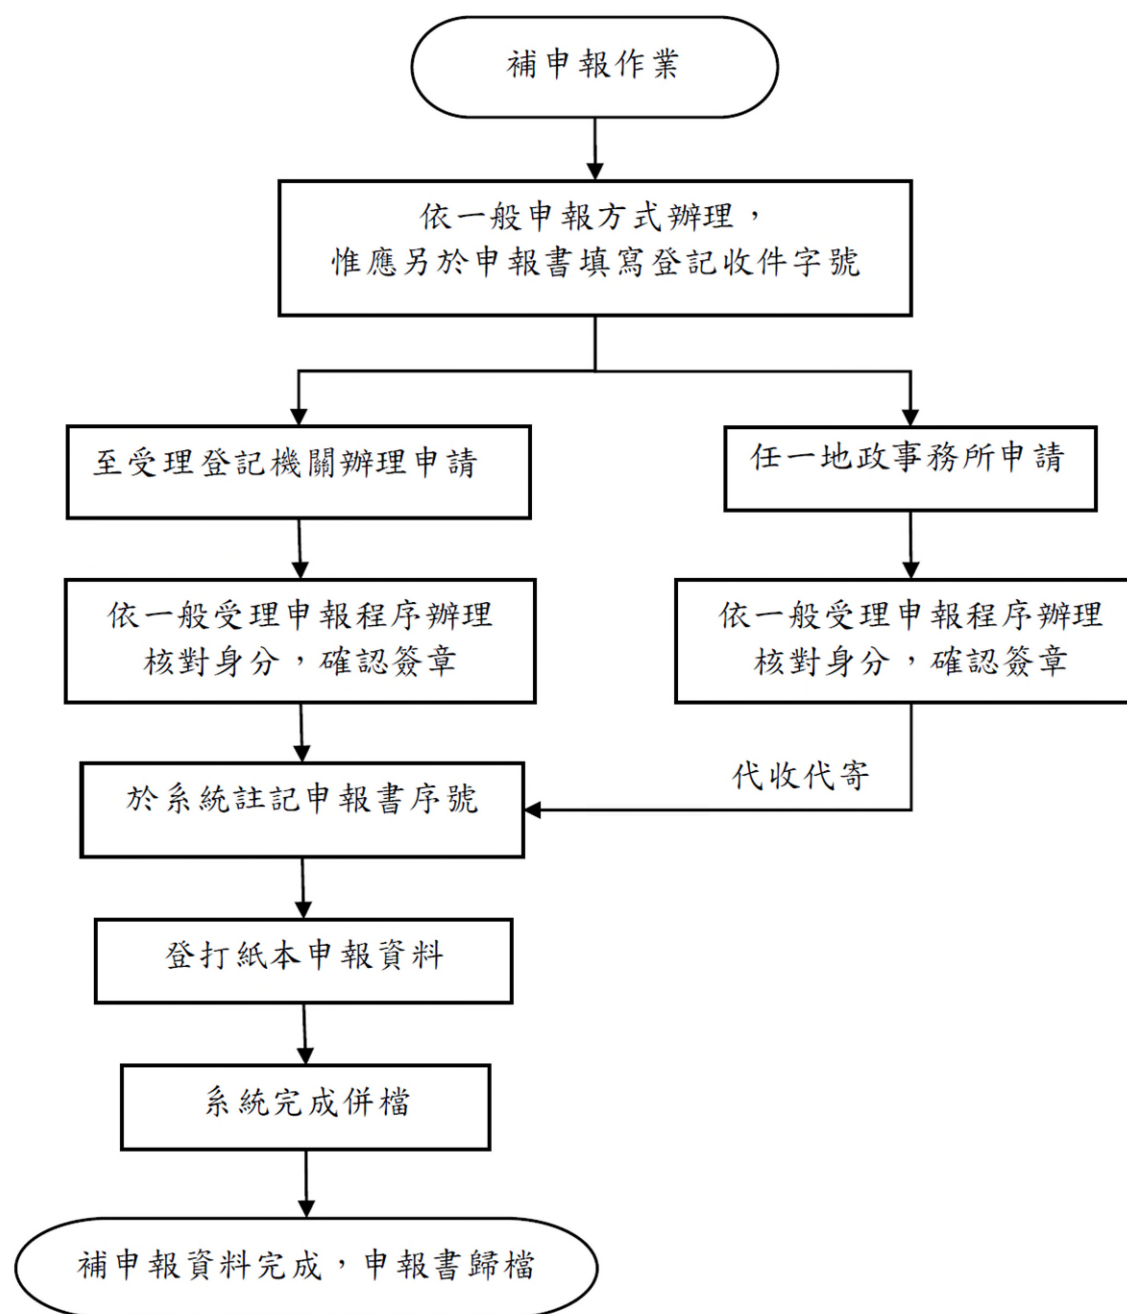 補申報作業
依一般申報方式辦理，
惟應另於申報書填寫登記收件字號
至受理登記機關辦理申請
任一地政事務所申請
依一般受理申報程序辦理
核對身分，確認簽章
依一般受理申報程序辦理
核對身分，確認簽章
代收代寄
於系統註記申報書序號
登打紙本申報資料
系統完成併檔
補申報資料完成，申報書歸檔